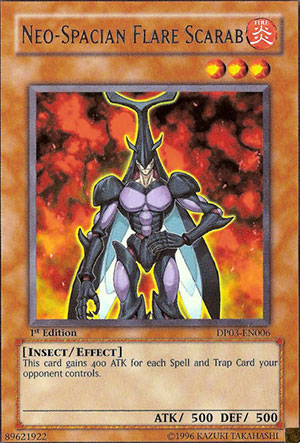 NEO-SPACIAN FLARE SCARAB
FIRE
炎
1st Edition
DP03-EN006
[INSECT/EFFECT]
This card gains 400 ATK for each Spell and Trap Card your
opponent controls.
ATK/ 500 DEF/ 500
89621922
©1996 KAZUKI TAKAHASHI